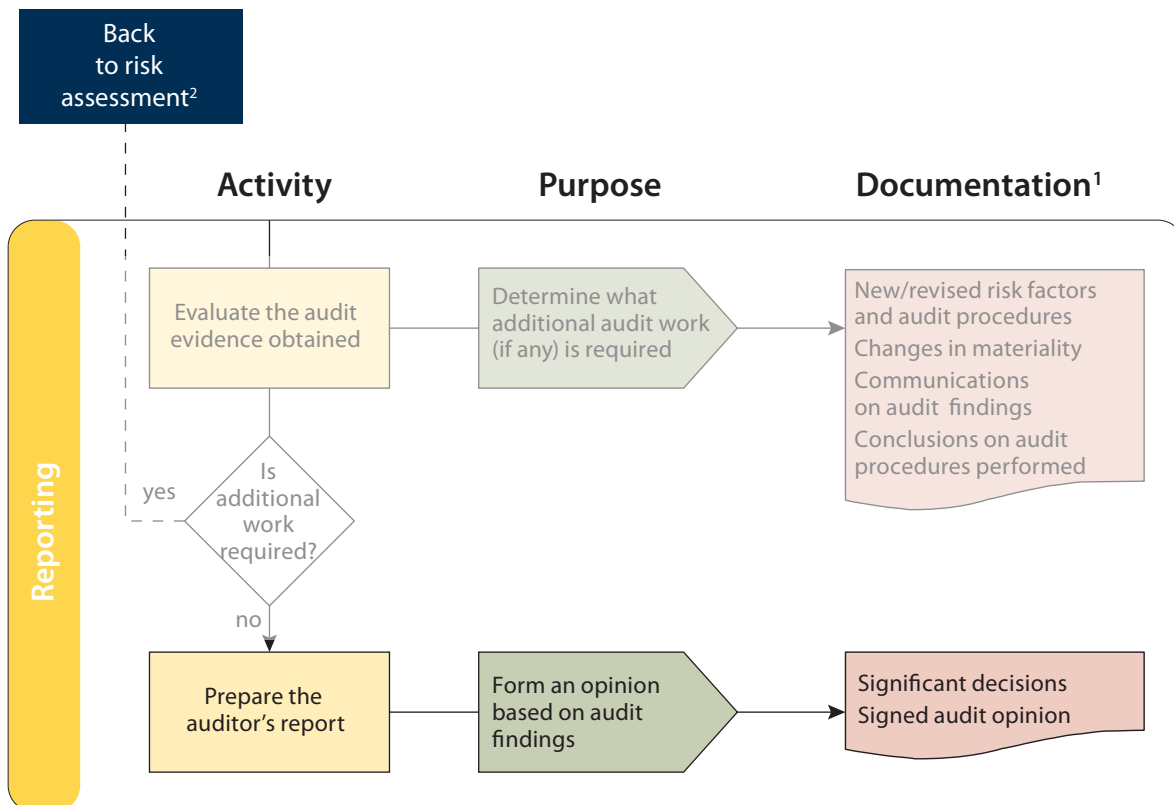 Back
to risk
assessment²
Activity
Purpose
Documentation¹
Reporting
Evaluate the audit
evidence obtained
Determine what
additional audit work
(if any) is required
New/revised risk factors
and audit procedures
Changes in materiality
Communications
on audit findings
Conclusions on audit
procedures performed
yes
Is
additional
work
required?
no
Prepare the
auditor’s report
Form an opinion
based on audit
findings
Significant decisions
Signed audit opinion